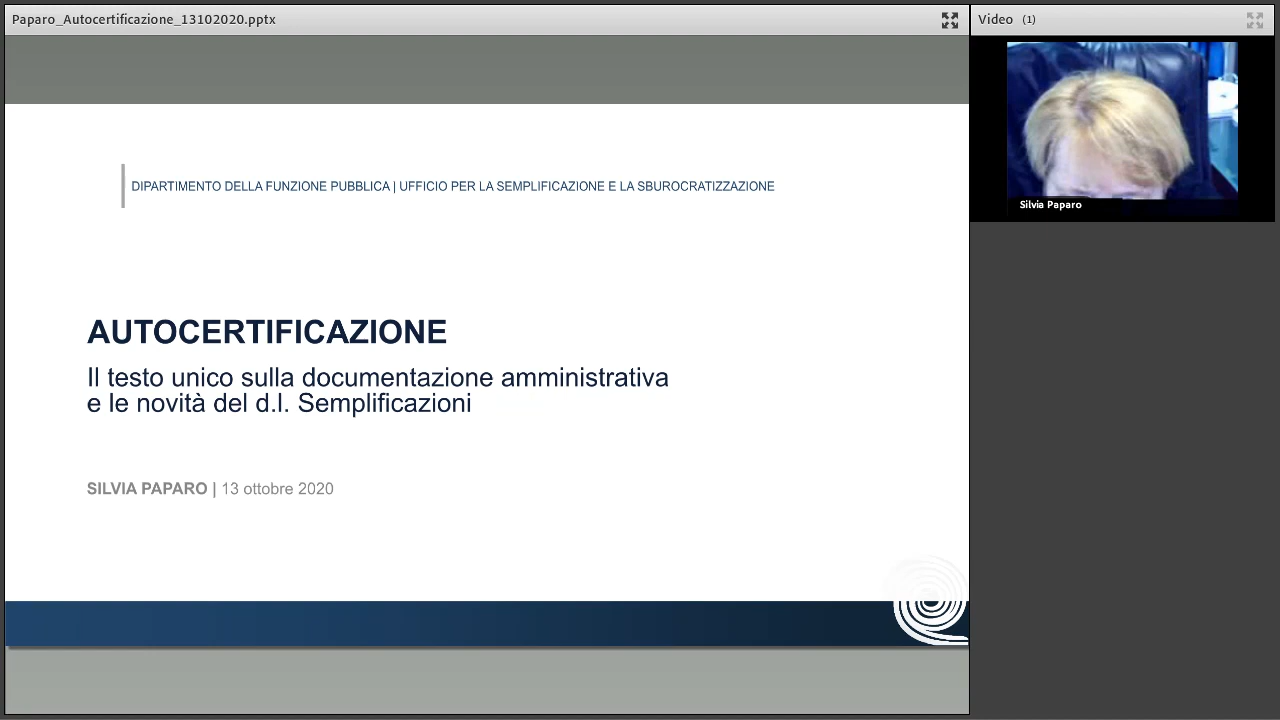 Paparo_Autocertificazione_13102020.pptx
Video (1)
Silvia Paparo
DIPARTIMENTO DELLA FUNZIONE PUBBLICA | UFFICIO PER LA SEMPLIFICAZIONE E LA SBUROCRATIZZAZIONE
AUTOCERTIFICAZIONE
Il testo unico sulla documentazione amministrativa
e le novità del d.l. Semplificazioni
SILVIA PAPARO | 13 ottobre 2020